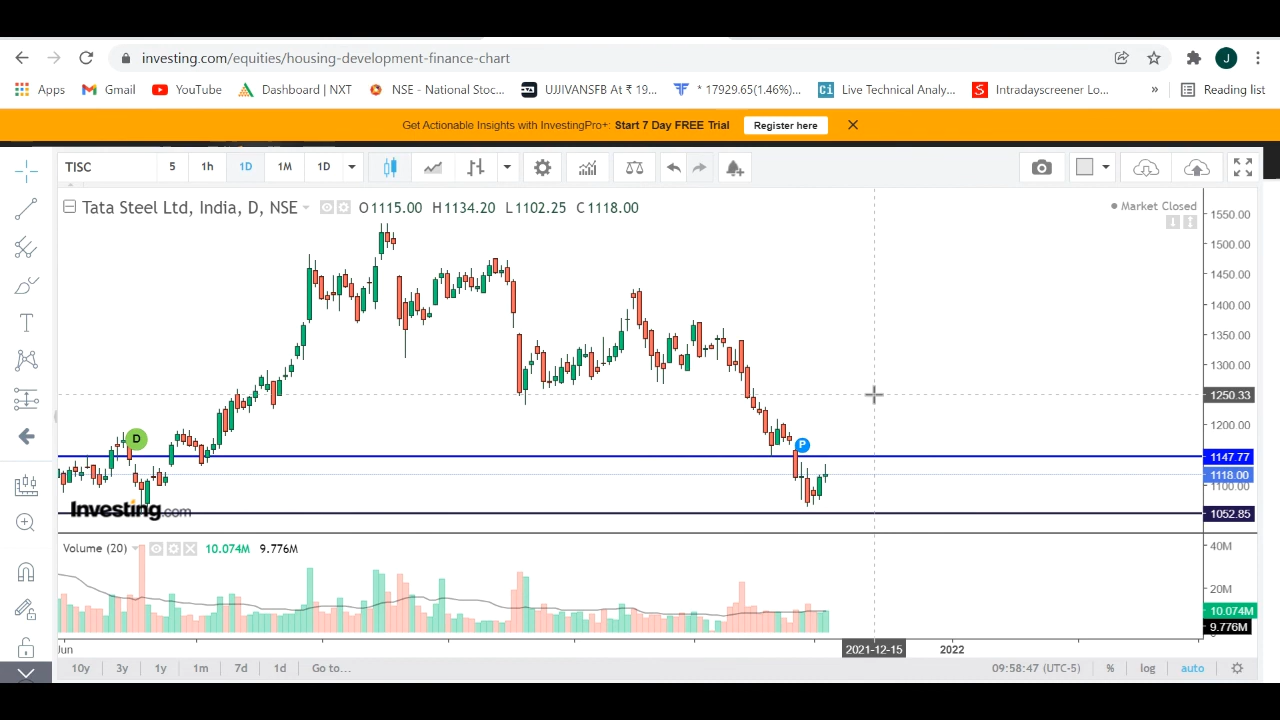 investing.com/equities/housing-development-finance-chart
J
Apps Gmail YouTube Dashboard | NXT NSE - National Stoc... UJJIVANSFB At ₹ 19... * 17929.65(1.46%)... Ci Live Technical Analy... S Intradayscreener Lo... » Reading list
Get Actionable Insights with InvestingPro+: Start 7 Day FREE Trial Register here
TISC 5 1h 1D 1M 1D
Tata Steel Ltd, India, D, NSE O1115.00 H1134.20 L1102.25 C1118.00
Market Closed
1550.00
1500.00
1450.00
1400.00
1350.00
1300.00
1250.33
1200.00
D
P
1147.77
1118.00
1100.00
Investing.com
1052.85
Volume (20) 10.074M 9.776M
40M
20M
10.074M
9.776M
Jun 2021-12-15 2022
10y 3y 1y 1m 7d 1d Go to... 09:58:47 (UTC-5) % log auto